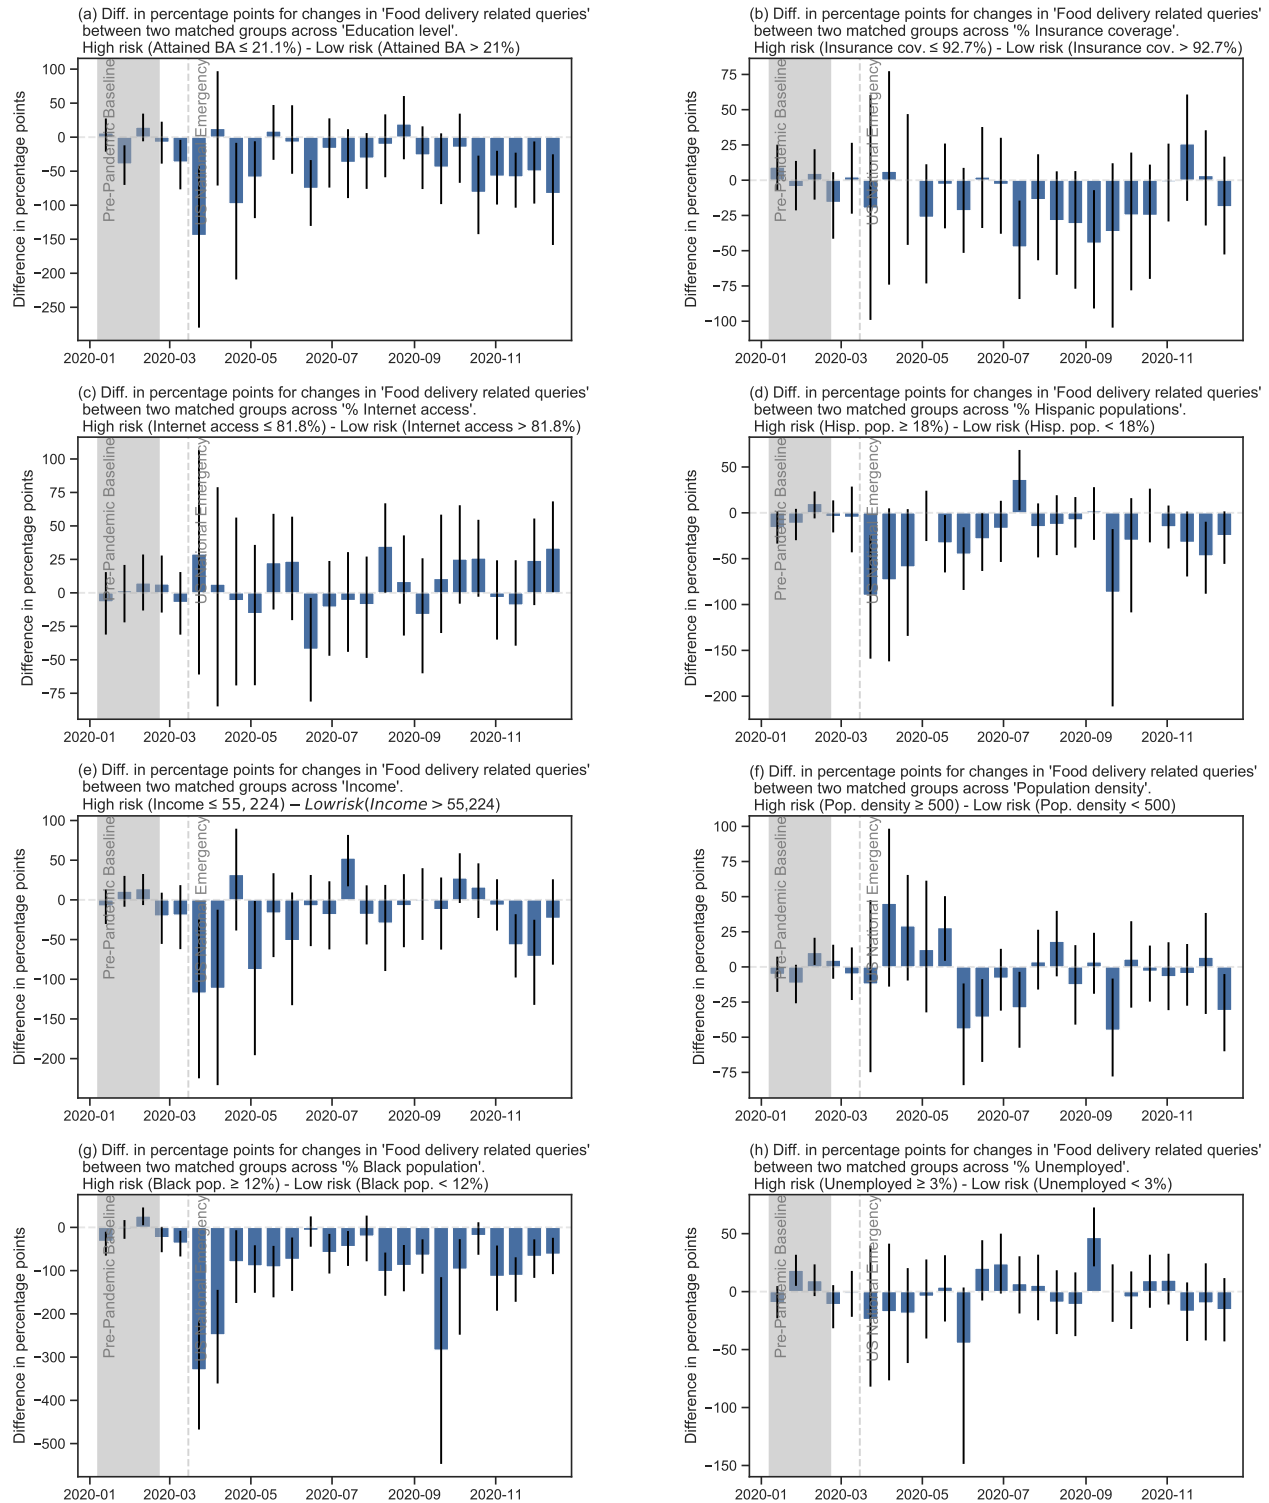 (a) Diff. in percentage points for changes in 'Food delivery related queries'
between two matched groups across 'Education level'.
High risk (Attained BA ≤ 21.1%) - Low risk (Attained BA > 21%)
Difference in percentage points
100
50
0
−50
−100
−150
−200
−250
Pre-Pandemic Baseline
US National Emergency
2020-01 2020-03 2020-05 2020-07 2020-09 2020-11
(b) Diff. in percentage points for changes in 'Food delivery related queries'
between two matched groups across '% Insurance coverage'.
High risk (Insurance cov. ≤ 92.7%) - Low risk (Insurance cov. > 92.7%)
Difference in percentage points
75
50
25
0
−25
−50
−75
−100
Pre-Pandemic Baseline
US National Emergency
2020-01 2020-03 2020-05 2020-07 2020-09 2020-11
(c) Diff. in percentage points for changes in 'Food delivery related queries'
between two matched groups across '% Internet access'.
High risk (Internet access ≤ 81.8%) - Low risk (Internet access > 81.8%)
Difference in percentage points
100
75
50
25
0
−25
−50
−75
Pre-Pandemic Baseline
US National Emergency
2020-01 2020-03 2020-05 2020-07 2020-09 2020-11
(d) Diff. in percentage points for changes in 'Food delivery related queries'
between two matched groups across '% Hispanic populations'.
High risk (Hisp. pop. ≥ 18%) - Low risk (Hisp. pop. < 18%)
Difference in percentage points
50
0
−50
−100
−150
−200
Pre-Pandemic Baseline
US National Emergency
2020-01 2020-03 2020-05 2020-07 2020-09 2020-11
(e) Diff. in percentage points for changes in 'Food delivery related queries'
between two matched groups across 'Income'.
High risk (Income ≤ 55, 224) − Lowrisk(Income > 55,224)
Difference in percentage points
100
50
0
−50
−100
−150
−200
Pre-Pandemic Baseline
US National Emergency
2020-01 2020-03 2020-05 2020-07 2020-09 2020-11
(f) Diff. in percentage points for changes in 'Food delivery related queries'
between two matched groups across 'Population density'.
High risk (Pop. density ≥ 500) - Low risk (Pop. density < 500)
Difference in percentage points
100
75
50
25
0
−25
−50
−75
Pre-Pandemic Baseline
US National Emergency
2020-01 2020-03 2020-05 2020-07 2020-09 2020-11
(g) Diff. in percentage points for changes in 'Food delivery related queries'
between two matched groups across '% Black population'.
High risk (Black pop. ≥ 12%) - Low risk (Black pop. < 12%)
Difference in percentage points
0
−100
−200
−300
−400
−500
Pre-Pandemic Baseline
US National Emergency
2020-01 2020-03 2020-05 2020-07 2020-09 2020-11
(h) Diff. in percentage points for changes in 'Food delivery related queries'
between two matched groups across '% Unemployed'.
High risk (Unemployed ≥ 3%) - Low risk (Unemployed < 3%)
Difference in percentage points
50
0
−50
−100
−150
Pre-Pandemic Baseline
US National Emergency
2020-01 2020-03 2020-05 2020-07 2020-09 2020-11